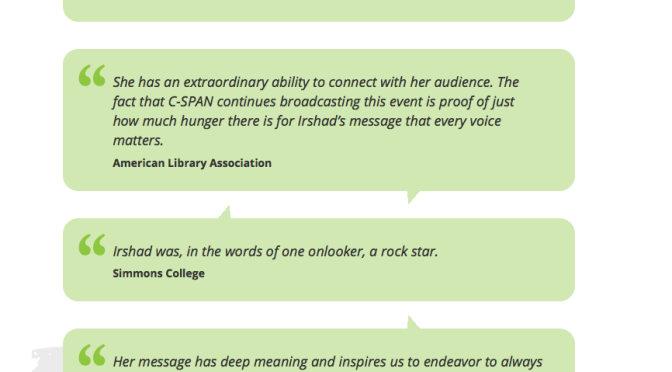 She has an extraordinary ability to connect with her audience. The
fact that C-SPAN continues broadcasting this event is proof of just
how much hunger there is for Irshad's message that every voice
matters.
American Library Association
Irshad was, in the words of one onlooker, a rock star.
Simmons College
Her message has deep meaning and inspires us to endeavor to always